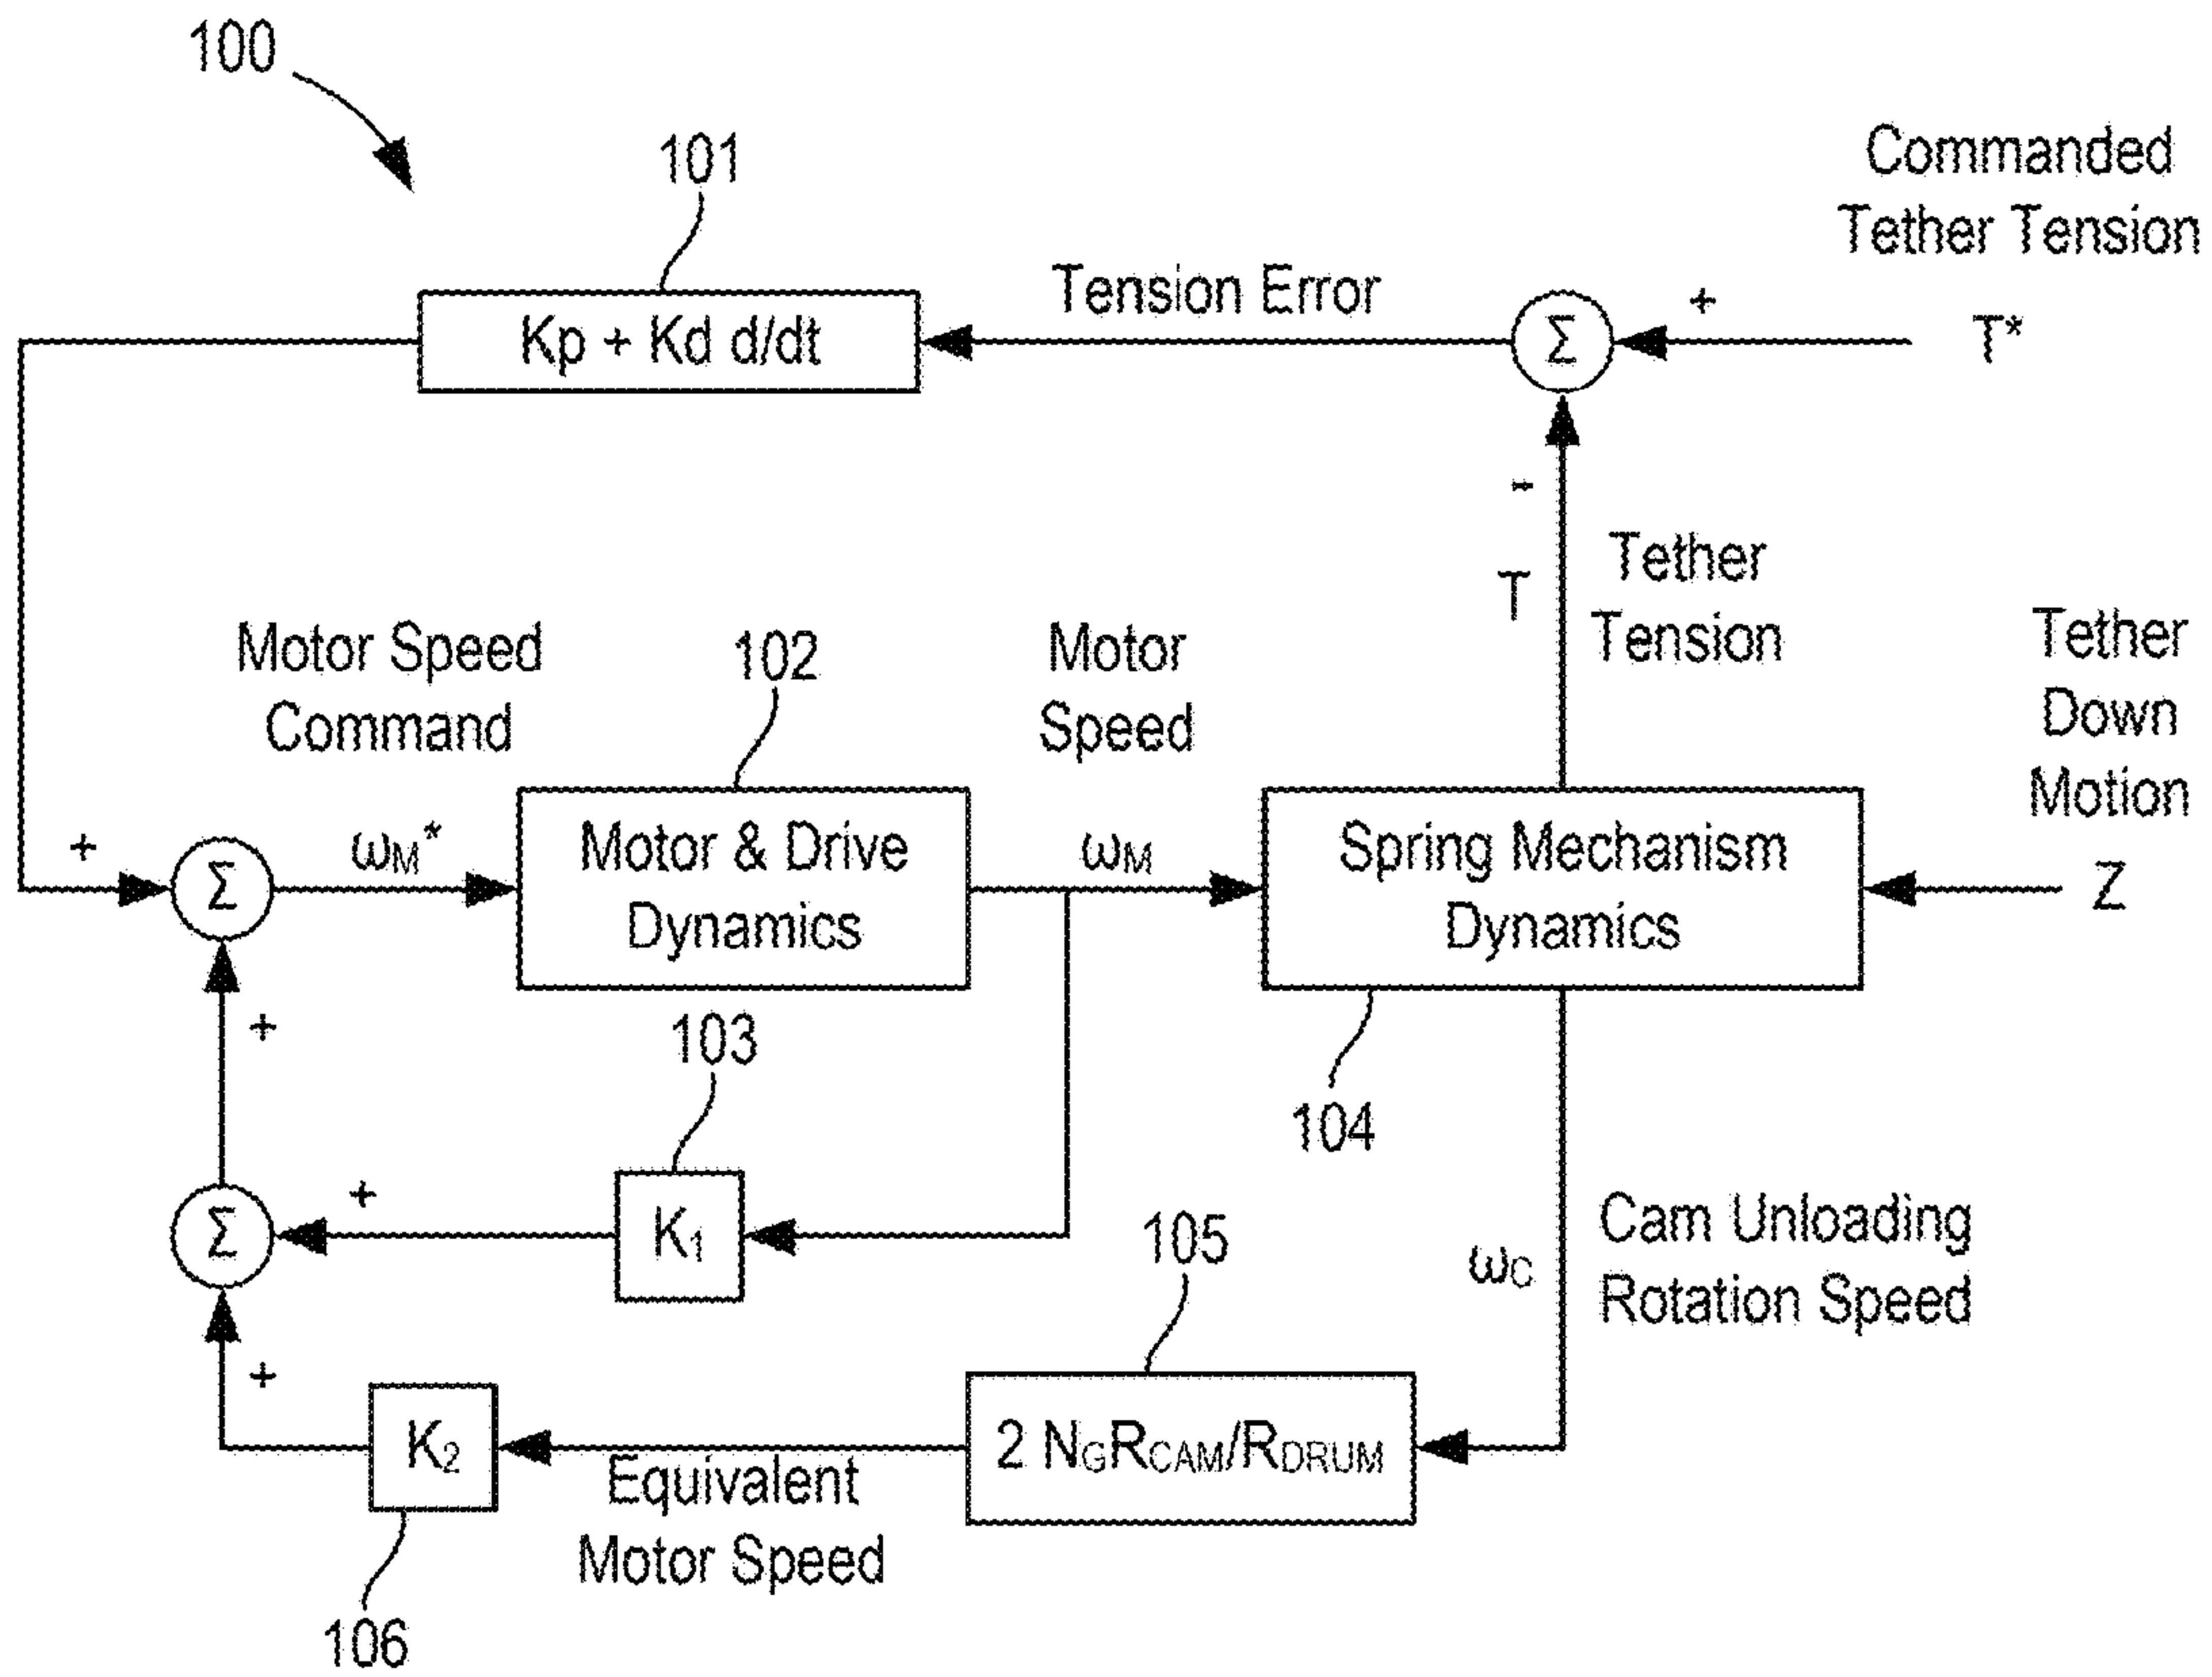 100
101
Commanded
Tether Tension
Kp + Kd d/dt
Tension Error
Σ
+
T*
-
T
Tether
Tension
Motor Speed
Command
102
Motor
Speed
Tether
Down
Motion
+
Σ
ωM*
Motor & Drive
Dynamics
ωM
Spring Mechanism
Dynamics
Z
+
103
104
Σ
+
K1
105
ωC
Cam Unloading
Rotation Speed
+
K2
Equivalent
Motor Speed
2 NGRCAM/RDRUM
106